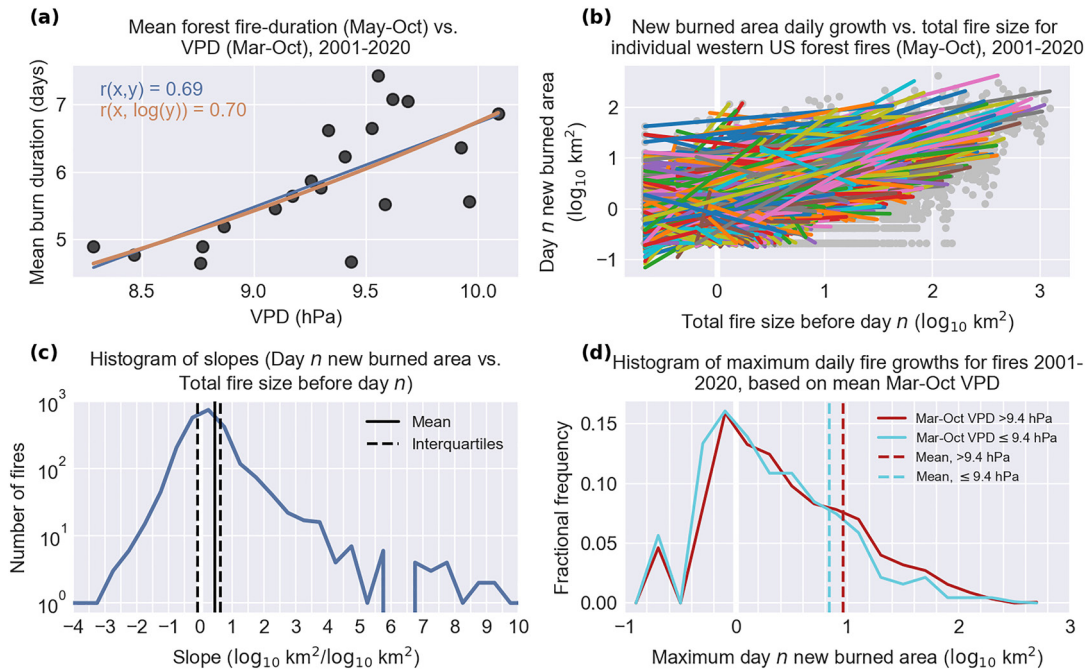 (a)
Mean forest fire-duration (May-Oct) vs.
VPD (Mar-Oct), 2001-2020
r(x,y) = 0.69
r(x, log(y)) = 0.70
Mean burn duration (days)
7
6
5
8.5 9.0 9.5 10.0
VPD (hPa)
(b)
New burned area daily growth vs. total fire size for
individual western US forest fires (May-Oct), 2001-2020
Day n new burned area
(log₁₀ km²)
2
1
0
−1
0 1 2 3
Total fire size before day n (log₁₀ km²)
(c)
Histogram of slopes (Day n new burned area vs.
Total fire size before day n)
Number of fires
10³
10²
10¹
10⁰
Mean
Interquartiles
−4 −3 −2 −1 0 1 2 3 4 5 6 7 8 9 10
Slope (log₁₀ km²/log₁₀ km²)
(d)
Histogram of maximum daily fire growths for fires 2001-
2020, based on mean Mar-Oct VPD
Fractional frequency
0.15
0.10
0.05
0.00
Mar-Oct VPD >9.4 hPa
Mar-Oct VPD ≤ 9.4 hPa
Mean, >9.4 hPa
Mean, ≤ 9.4 hPa
−1 0 1 2 3
Maximum day n new burned area (log₁₀ km²)